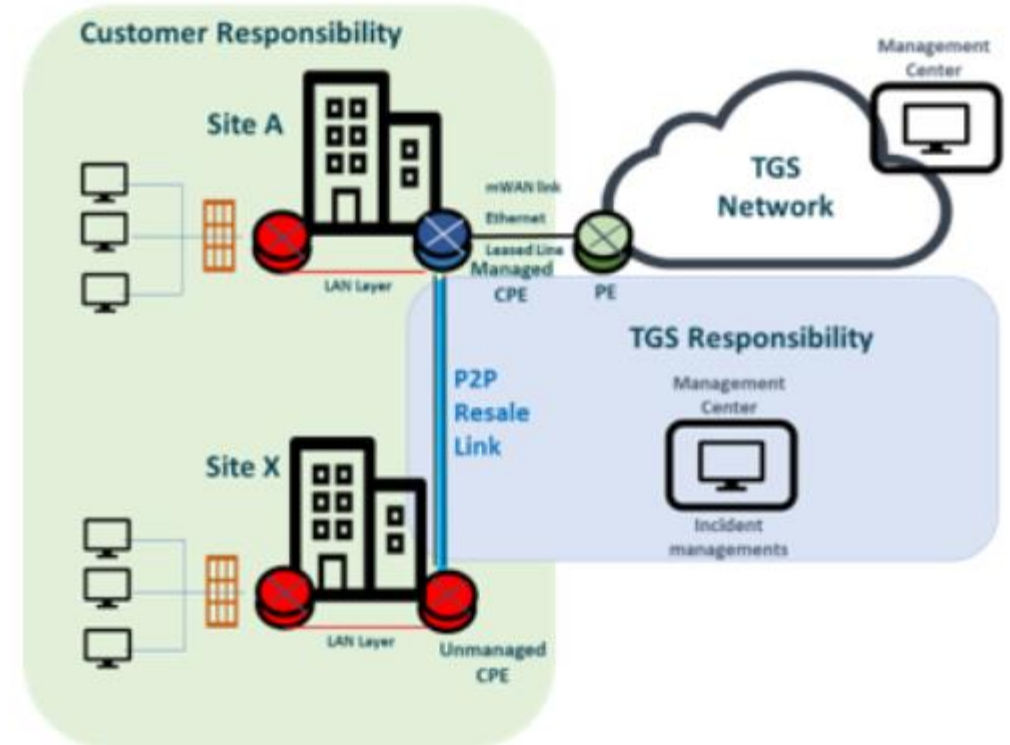 Customer Responsibility
Management
Center
Site A
TGS
Network
mWAN link
Ethernet
Leased Line
Managed
CPE
PE
LAN Layer
TGS Responsibility
P2P
Resale
Link
Management
Center
Site X
Incident
managements
LAN Layer
Unmanaged
CPE